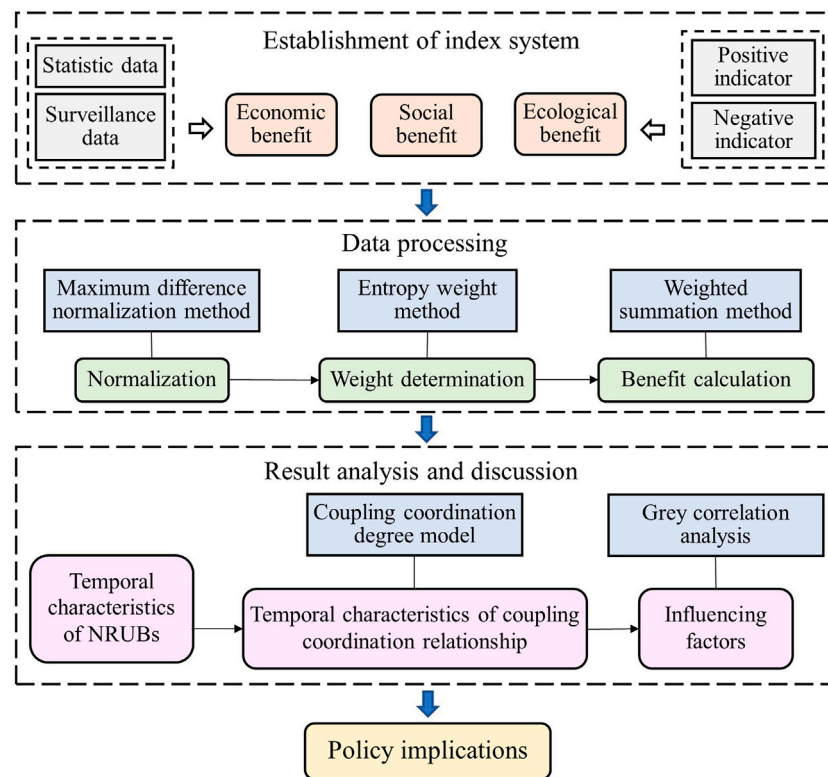 Establishment of index system
Statistic data
Surveillance
data
Economic
benefit
Social
benefit
Ecological
benefit
Positive
indicator
Negative
indicator
Data processing
Maximum difference
normalization method
Entropy weight
method
Weighted
summation method
Normalization
Weight determination
Benefit calculation
Result analysis and discussion
Coupling coordination
degree model
Grey correlation
analysis
Temporal
characteristics
of NRUBs
Temporal characteristics of coupling
coordination relationship
Influencing
factors
Policy implications